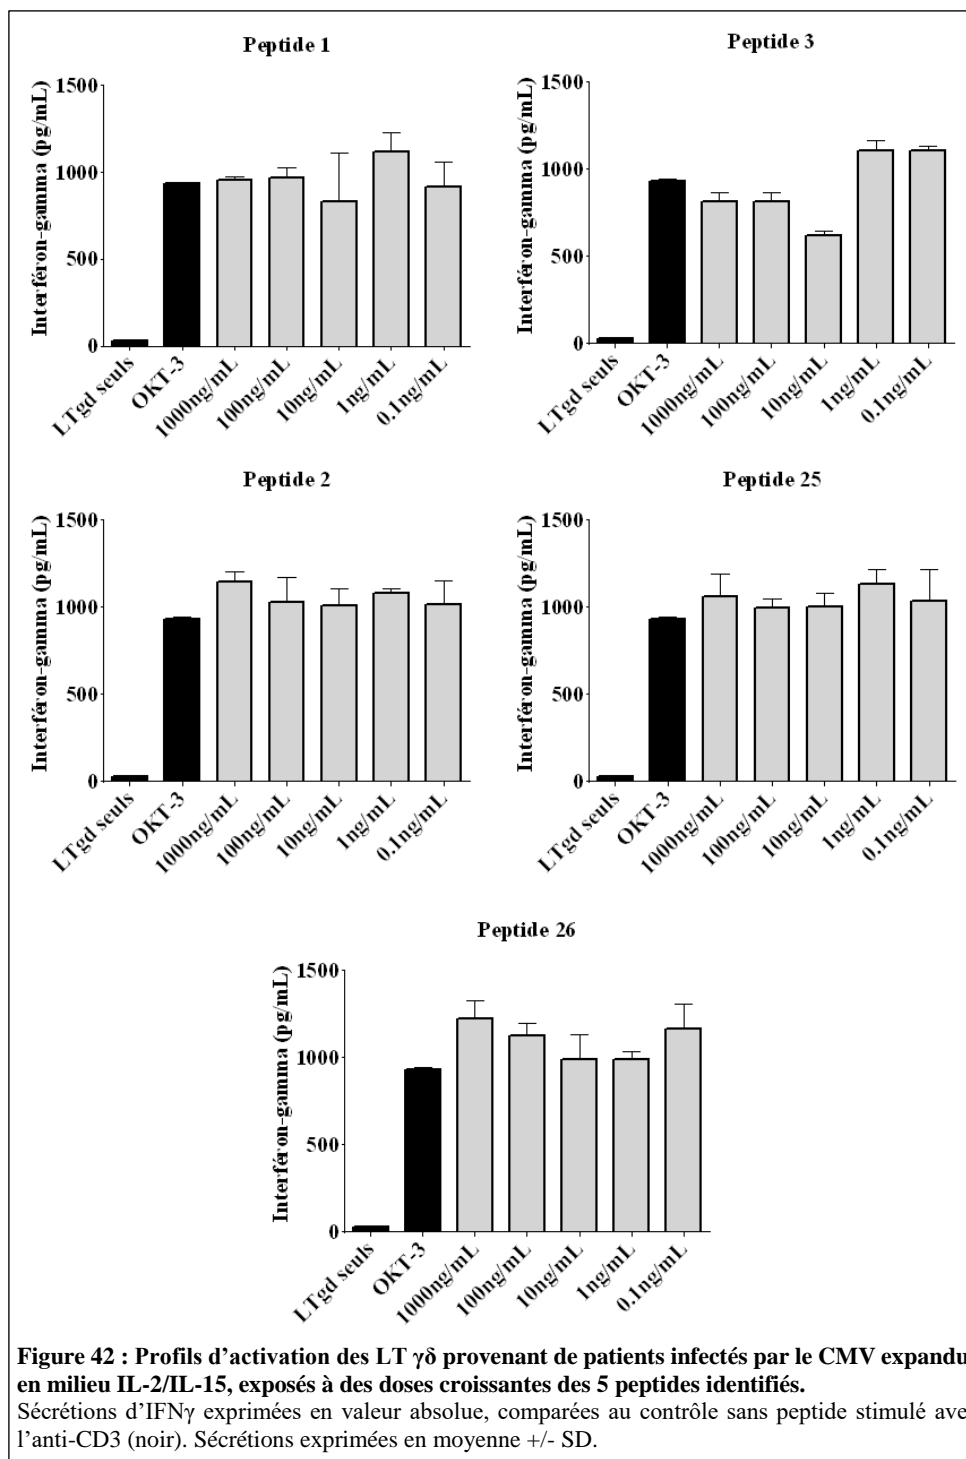 Peptide 1
Interféron-gamma (pg/mL)
1500
1000
500
0
LTgd seuls
OKT-3
1000ng/mL
100ng/mL
10ng/mL
1ng/mL
0.1ng/mL
Peptide 3
Interféron-gamma (pg/mL)
1500
1000
500
0
LTgd seuls
OKT-3
1000ng/mL
100ng/mL
10ng/mL
1ng/mL
0.1ng/mL
Peptide 2
Interféron-gamma (pg/mL)
1500
1000
500
0
LTgd seuls
OKT-3
1000ng/mL
100ng/mL
10ng/mL
1ng/mL
0.1ng/mL
Peptide 25
Interféron-gamma (pg/mL)
1500
1000
500
0
LTgd seuls
OKT-3
1000ng/mL
100ng/mL
10ng/mL
1ng/mL
0.1ng/mL
Peptide 26
Interféron-gamma (pg/mL)
1500
1000
500
0
LTgd seuls
OKT-3
1000ng/mL
100ng/mL
10ng/mL
1ng/mL
0.1ng/mL
Figure 42 : Profils d’activation des LT γδ provenant de patients infectés par le CMV expandu
en milieu IL-2/IL-15, exposés à des doses croissantes des 5 peptides identifiés.
Sécrétions d’IFNγ exprimées en valeur absolue, comparées au contrôle sans peptide stimulé ave
l’anti-CD3 (noir). Sécrétions exprimées en moyenne +/- SD.